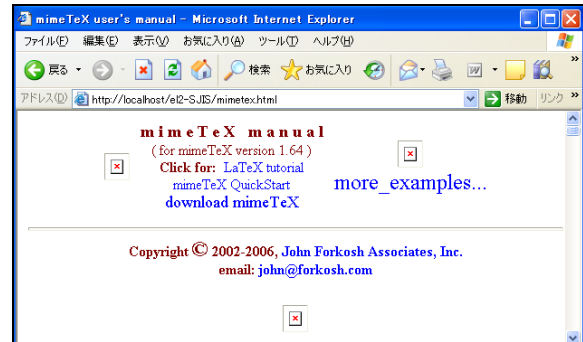 mimeTeX user's manual - Microsoft Internet Explorer
ファイル(F) 編集(E) 表示(V) お気に入り(A) ツール(T) ヘルプ(H)
戻る 検索 お気に入り
アドレス(D) http://localhost/el2-SJIS/mimetex.html 移動 リンク
mimeTeX manual
( for mimeTeX version 1.64 )
Click for: LaTeX tutorial
mimeTeX QuickStart
more_examples...
download mimeTeX
Copyright © 2002-2006, John Forkosh Associates, Inc.
email: john@forkosh.com